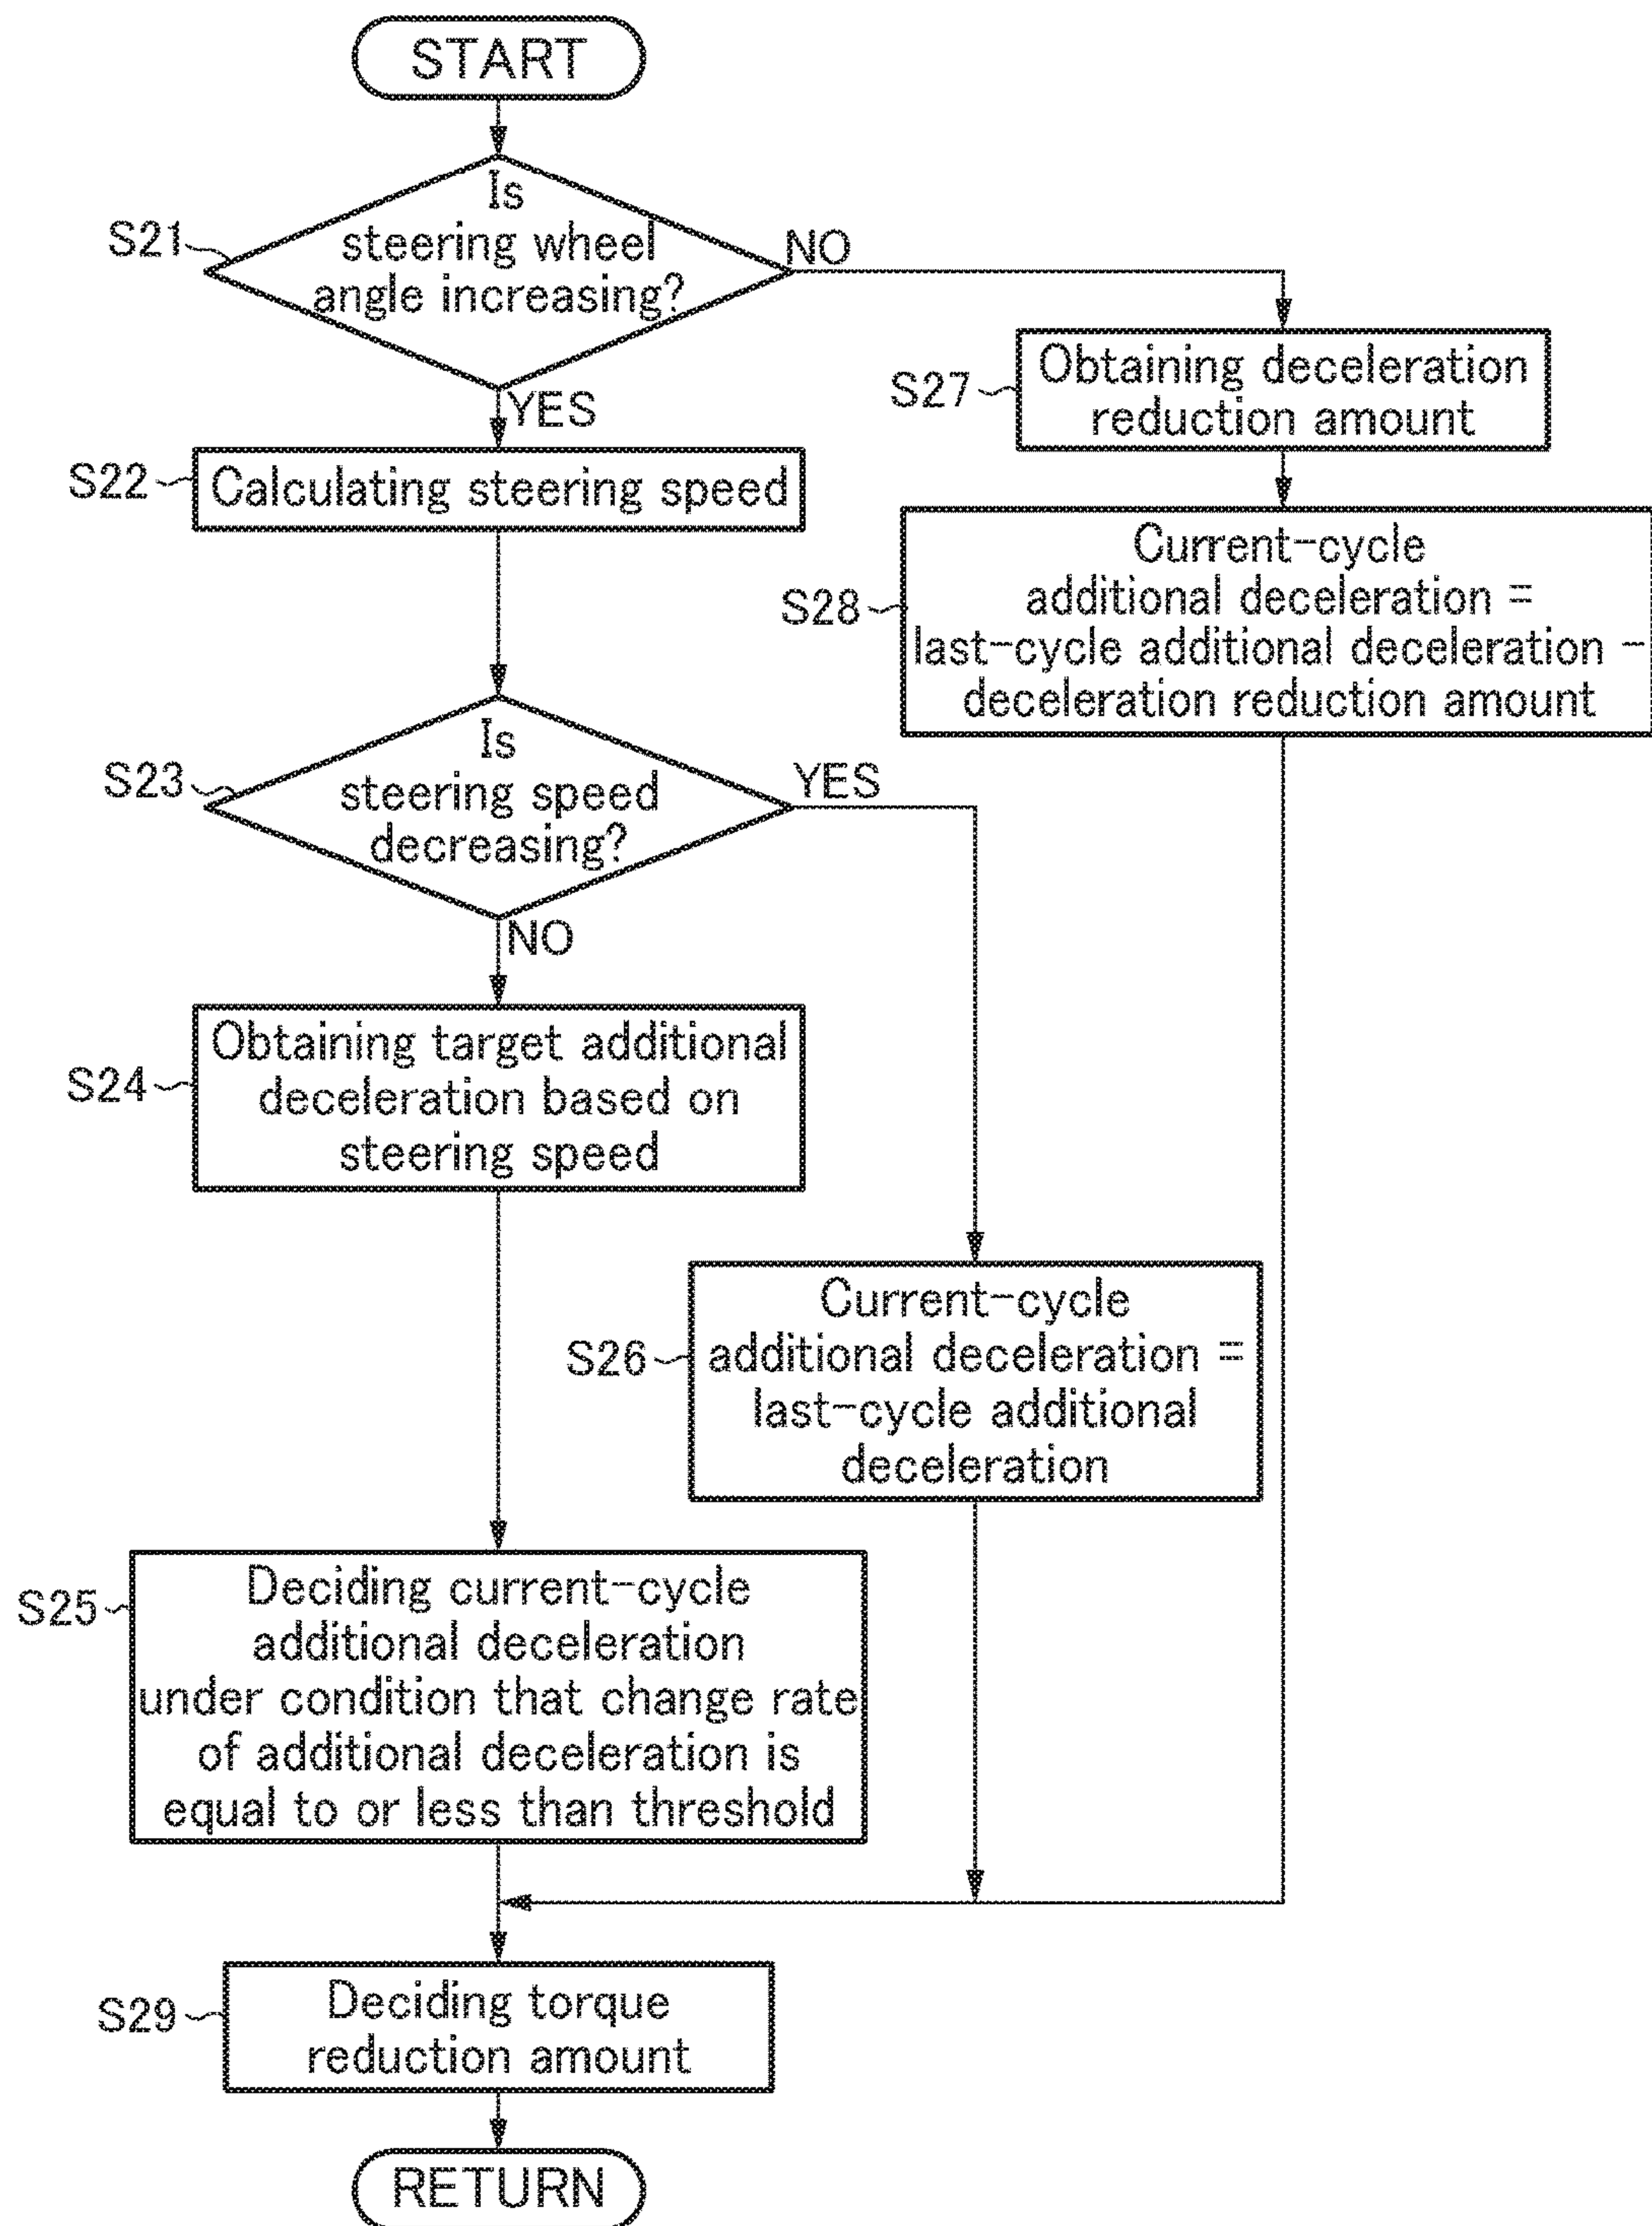 START
S21
Is
steering wheel
angle increasing?
NO
YES
S27
Obtaining deceleration
reduction amount
S22
Calculating steering speed
S28
Current-cycle
additional deceleration =
last-cycle additional deceleration -
deceleration reduction amount
S23
Is
steering speed
decreasing?
YES
NO
S24
Obtaining target additional
deceleration based on
steering speed
S26
Current-cycle
additional deceleration =
last-cycle additional
deceleration
S25
Deciding current-cycle
additional deceleration
under condition that change rate
of additional deceleration is
equal to or less than threshold
S29
Deciding torque
reduction amount
RETURN